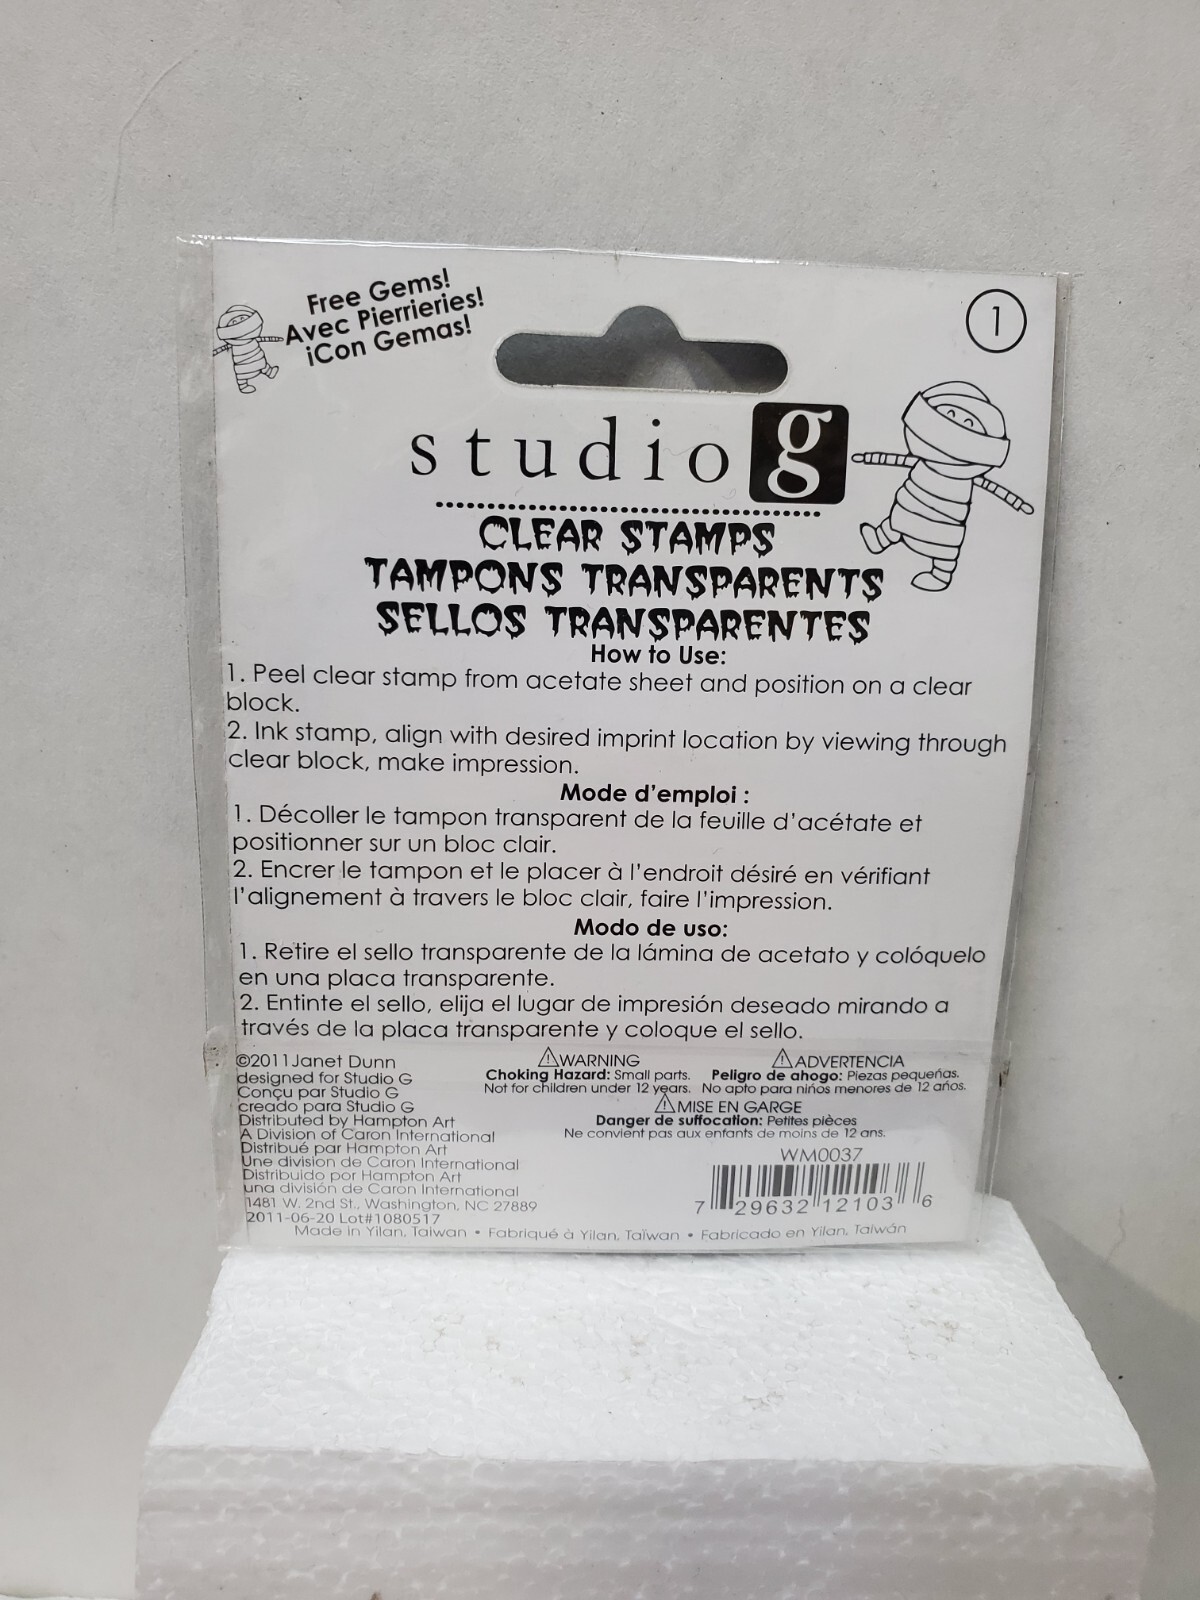 Free Gems!
Avec Pierrieries!
¡Con Gemas!
1
studio g
CLEAR STAMPS
TAMPONS TRANSPARENTS
SELLOS TRANSPARENTES
How to Use:
1. Peel clear stamp from acetate sheet and position on a clear
block.
2. Ink stamp, align with desired imprint location by viewing through
clear block, make impression.
Mode d'emploi :
1. Décoller le tampon transparent de la feuille d'acétate et
positionner sur un bloc clair.
2. Encrer le tampon et le placer à l'endroit désiré en vérifiant
l'alignement à travers le bloc clair, faire l'impression.
Modo de uso:
1. Retire el sello transparente de la lámina de acetato y colóquelo
en una placa transparente.
2. Entinte el sello, elija el lugar de impresión deseado mirando a
través de la placa transparente y coloque el sello.
©2011Janet Dunn
designed for Studio G
Conçu par Studio G
creado para Studio G
Distributed by Hampton Art
A Division of Caron International
Distribué par Hampton Art
Une division de Caron International
Distribuido por Hampton Art
una división de Caron International
1481 W. 2nd St., Washington, NC 27889
2011-06-20 Lot#1080517
WARNING
Choking Hazard: Small parts.
Not for children under 12 years.
ADVERTENCIA
Peligro de ahogo: Piezas pequeñas.
No apto para niños menores de 12 años.
MISE EN GARGE
Danger de suffocation: Petites pièces
Ne convient pas aux enfants de moins de 12 ans.
WM0037
7 29632 12103 6
Made in Yilan, Taiwan • Fabriqué à Yilan, Taïwan • Fabricado en Yilan, Taiwán